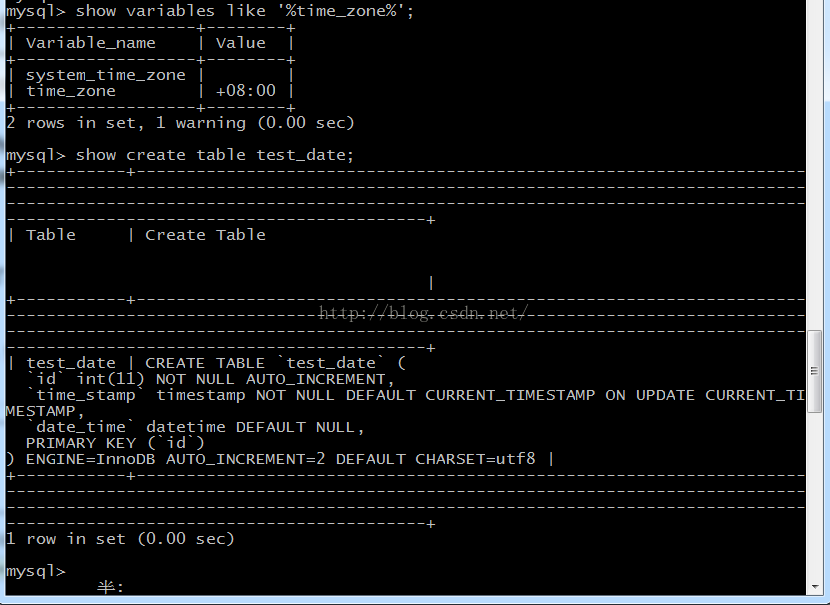 mysql> show variables like '%time_zone%';
+------------------+--------+
| Variable_name    | Value  |
+------------------+--------+
| system_time_zone |        |
| time_zone        | +08:00 |
+------------------+--------+
2 rows in set, 1 warning (0.00 sec)
mysql> show create table test_date;
+-----------+-------------------------------------------------------------------
--------------------------------------------------------------------------------
--------------------------------------------------------------------------------
------------------------------------------+
| Table     | Create Table
                                          |
+-----------+-------------------------------------------------------------------
--------------------------------------------------------------------------------
http://blog.csdn.net/
--------------------------------------------------------------------------------
------------------------------------------+
| test_date | CREATE TABLE `test_date` (
  `id` int(11) NOT NULL AUTO_INCREMENT,
  `time_stamp` timestamp NOT NULL DEFAULT CURRENT_TIMESTAMP ON UPDATE CURRENT_TI
MESTAMP,
  `date_time` datetime DEFAULT NULL,
  PRIMARY KEY (`id`)
) ENGINE=InnoDB AUTO_INCREMENT=2 DEFAULT CHARSET=utf8 |
+-----------+-------------------------------------------------------------------
--------------------------------------------------------------------------------
--------------------------------------------------------------------------------
------------------------------------------+
1 row in set (0.00 sec)
mysql>
半: